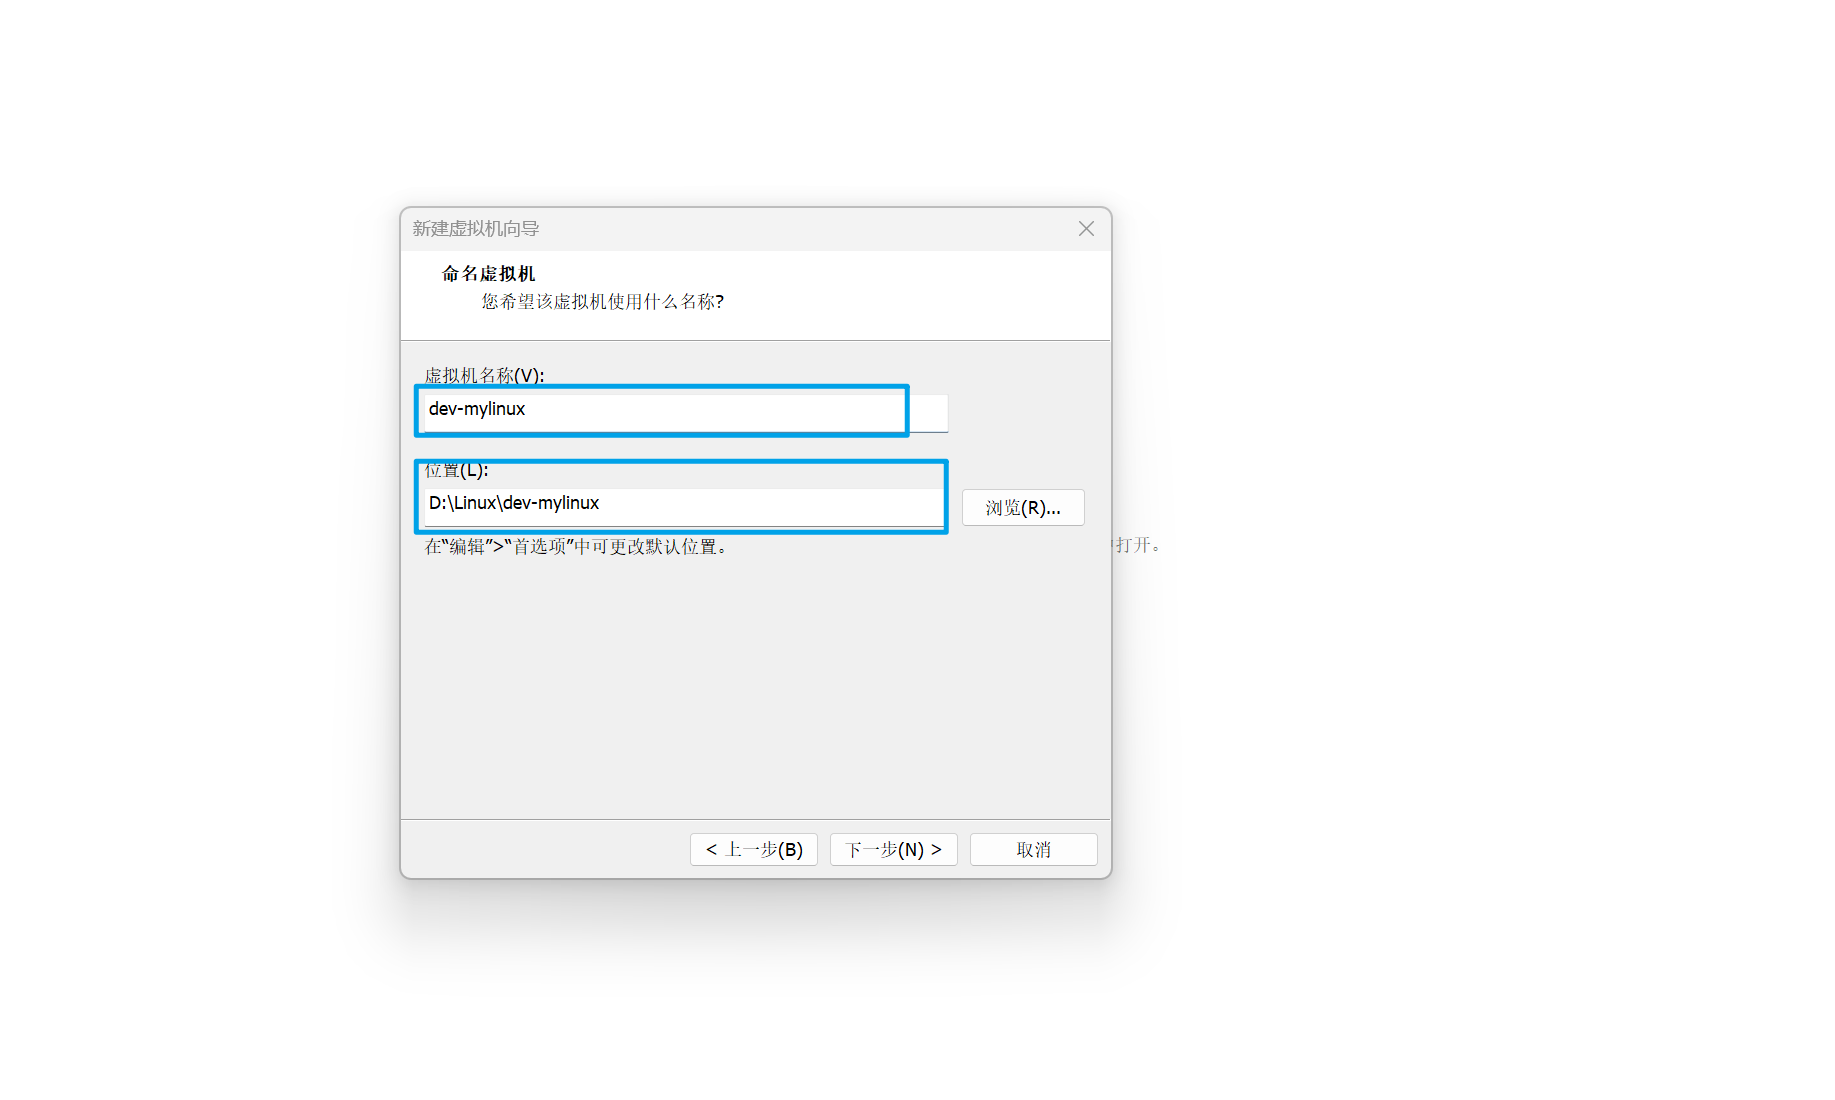 新建虚拟机向导
命名虚拟机
您希望该虚拟机使用什么名称?
虚拟机名称(V):
dev-mylinux
位置(L):
D:\Linux\dev-mylinux
浏览(R)...
在“编辑”>“首选项”中可更改默认位置。
打开。
< 上一步(B)
下一步(N) >
取消